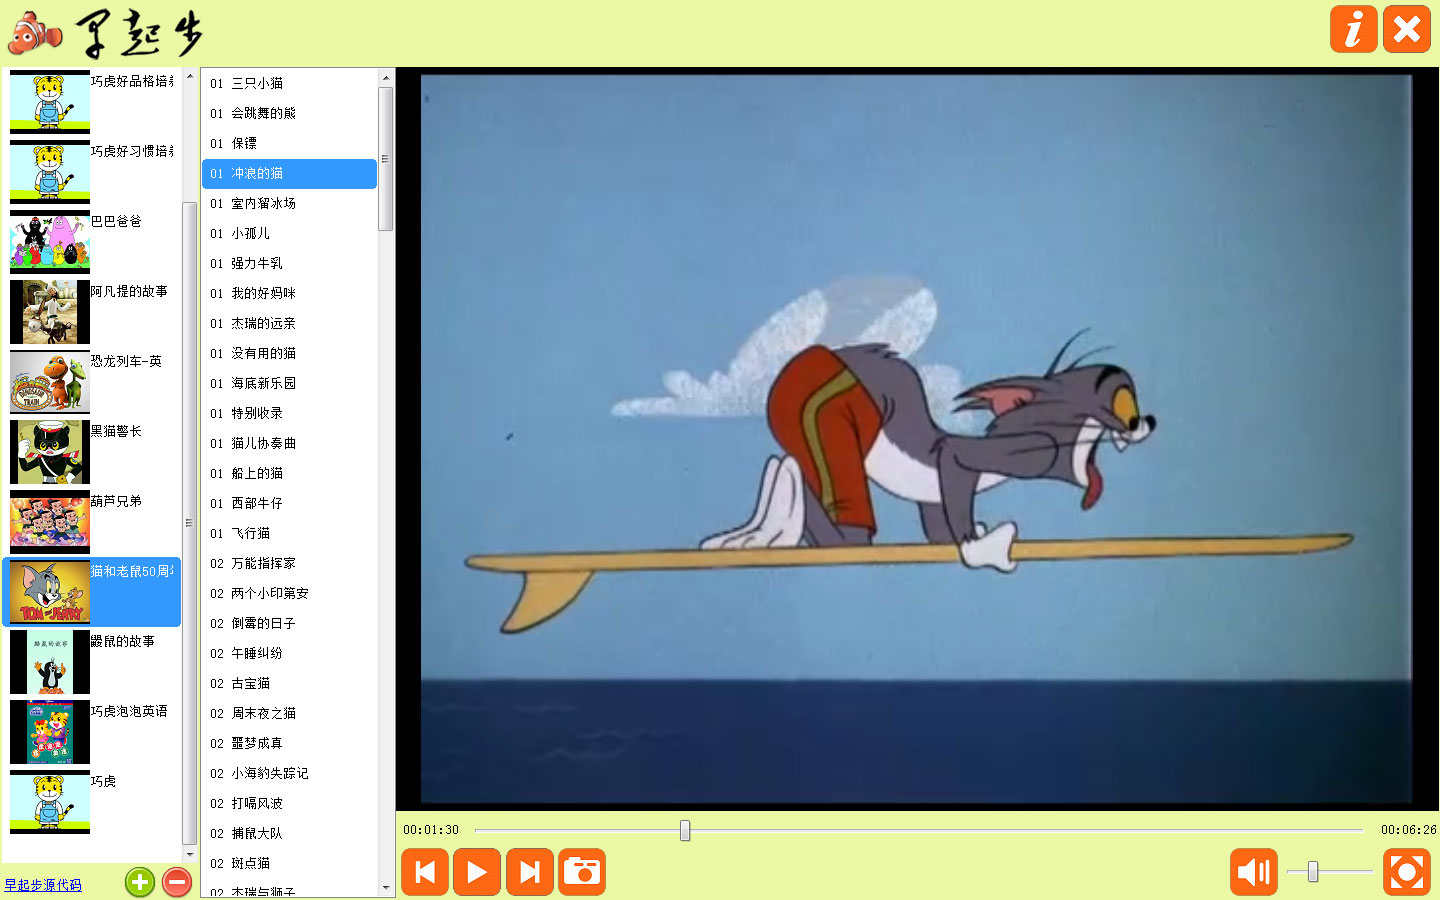 早起步
巧虎好品格培养
巧虎好习惯培养
巴巴爸爸
阿凡提的故事
恐龙列车-英
DINOSAUR
TRAIN
黑猫警长
葫芦兄弟
猫和老鼠50周年
TOM and JERRY
鼹鼠的故事
鼹鼠的故事
巧虎泡泡英语
巧虎
早起步源代码
01 三只小猫
01 会跳舞的熊
01 保镖
01 冲浪的猫
01 室内溜冰场
01 小孤儿
01 强力牛乳
01 我的好妈咪
01 杰瑞的远亲
01 没有用的猫
01 海底新乐园
01 特别收录
01 猫儿协奏曲
01 船上的猫
01 西部牛仔
01 飞行猫
02 万能指挥家
02 两个小印第安
02 倒霉的日子
02 午睡纠纷
02 古宝猫
02 周末夜之猫
02 噩梦成真
02 小海豹失踪记
02 打嗝风波
02 捕鼠大队
02 斑点猫
02 杰瑞与狮子
00:01:30
00:06:26